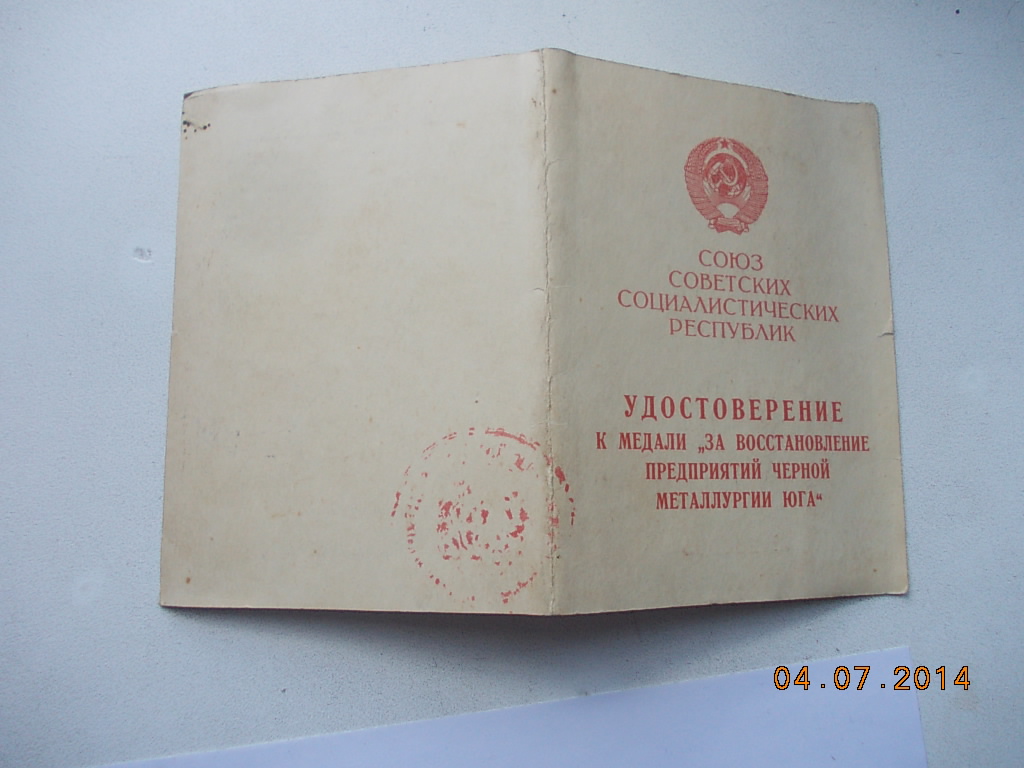 СОЮЗ
СОВЕТСКИХ
СОЦИАЛИСТИЧЕСКИХ
РЕСПУБЛИК
УДОСТОВЕРЕНИЕ
К МЕДАЛИ „ЗА ВОССТАНОВЛЕНИЕ
ПРЕДПРИЯТИЙ ЧЕРНОЙ
МЕТАЛЛУРГИИ ЮГА“
04.07.2014